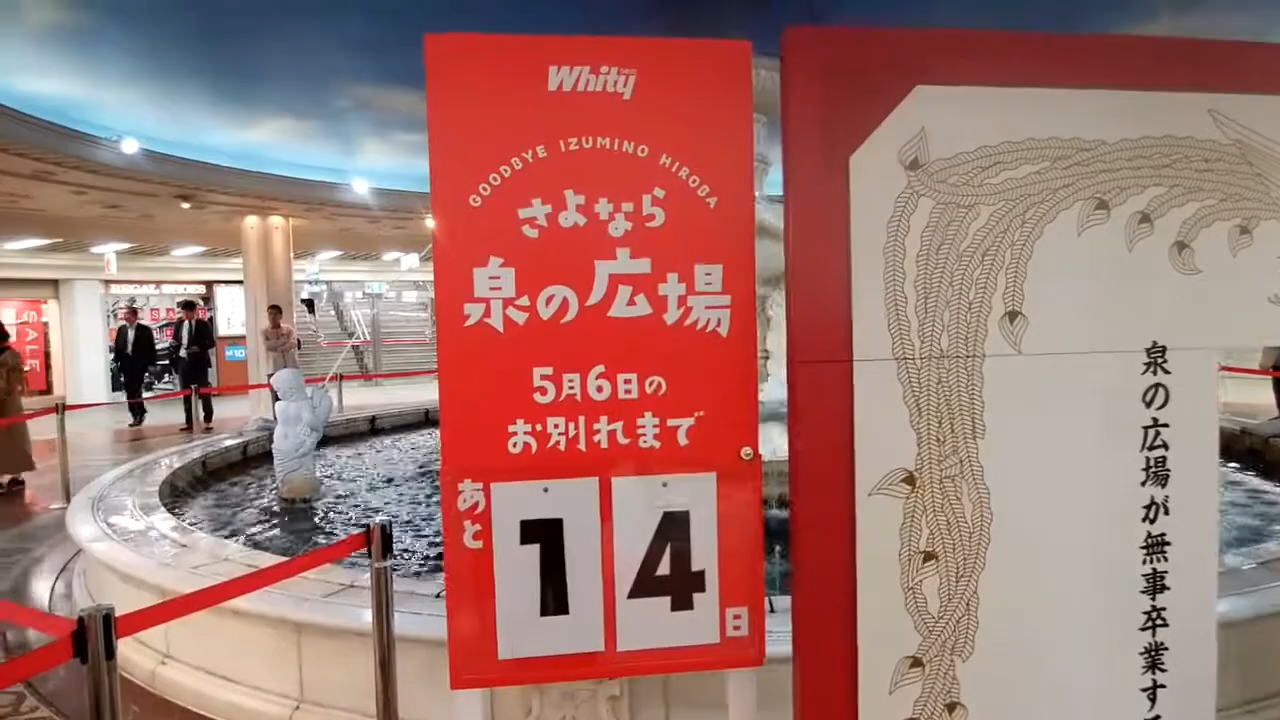 Whity
GOODBYE IZUMINO HIROBA
さよなら
泉の広場
5月6日の
お別れまで
あと
14
日
泉の広場が無事卒業す
REGAL SHOES
SALE
SALE